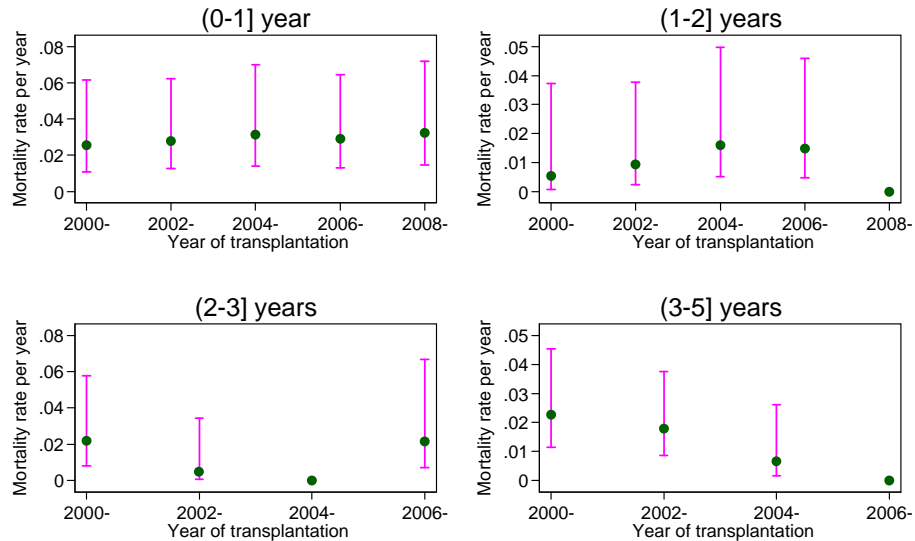 (0-1] year
Mortality rate per year
.08
.06
.04
.02
0
2000- 2002- 2004- 2006- 2008-
Year of transplantation
(1-2] years
Mortality rate per year
.05
.04
.03
.02
.01
0
2000- 2002- 2004- 2006- 2008-
Year of transplantation
(2-3] years
Mortality rate per year
.08
.06
.04
.02
0
2000- 2002- 2004- 2006-
Year of transplantation
(3-5] years
Mortality rate per year
.05
.04
.03
.02
.01
0
2000- 2002- 2004- 2006-
Year of transplantation